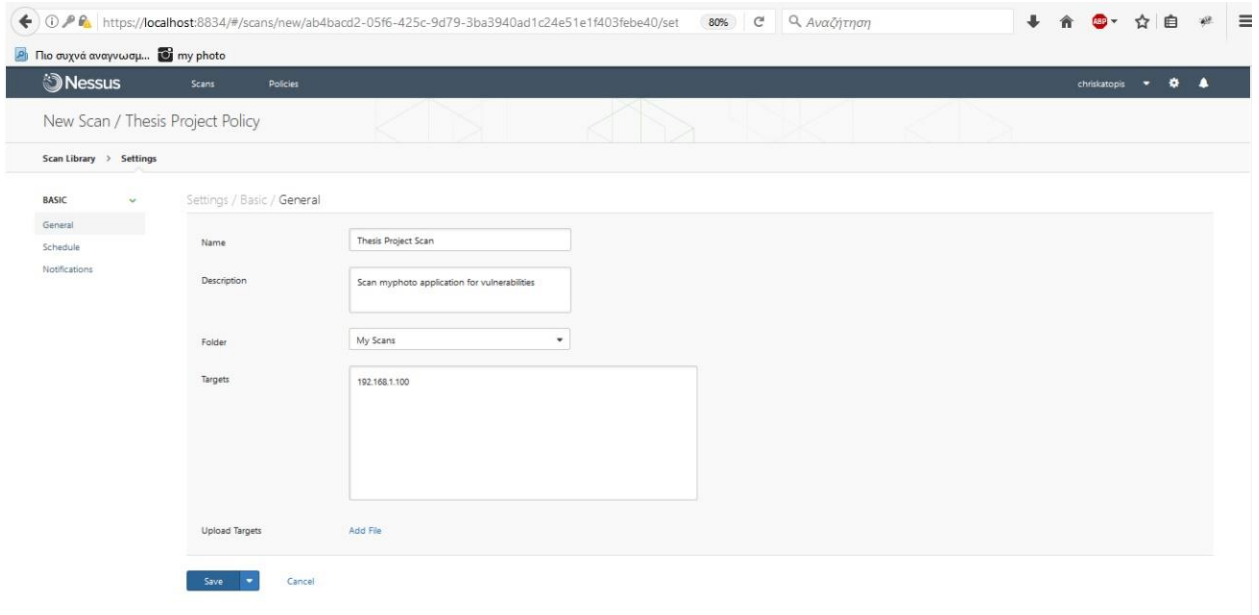 https://localhost:8834/#/scans/new/ab4bacd2-05f6-425c-9d79-3ba3940ad1c24e51e1f403febe40/set 80% Αναζήτηση ABP
Πιο συχνά αναγνωσμ... my photo
Nessus Scans Policies chriskatopis
New Scan / Thesis Project Policy
Scan Library > Settings
BASIC
General
Schedule
Notifications
Settings / Basic / General
Name Thesis Project Scan
Description Scan myphoto application for vulnerabilities
Folder My Scans
Targets 192.168.1.100
Upload Targets Add File
Save Cancel